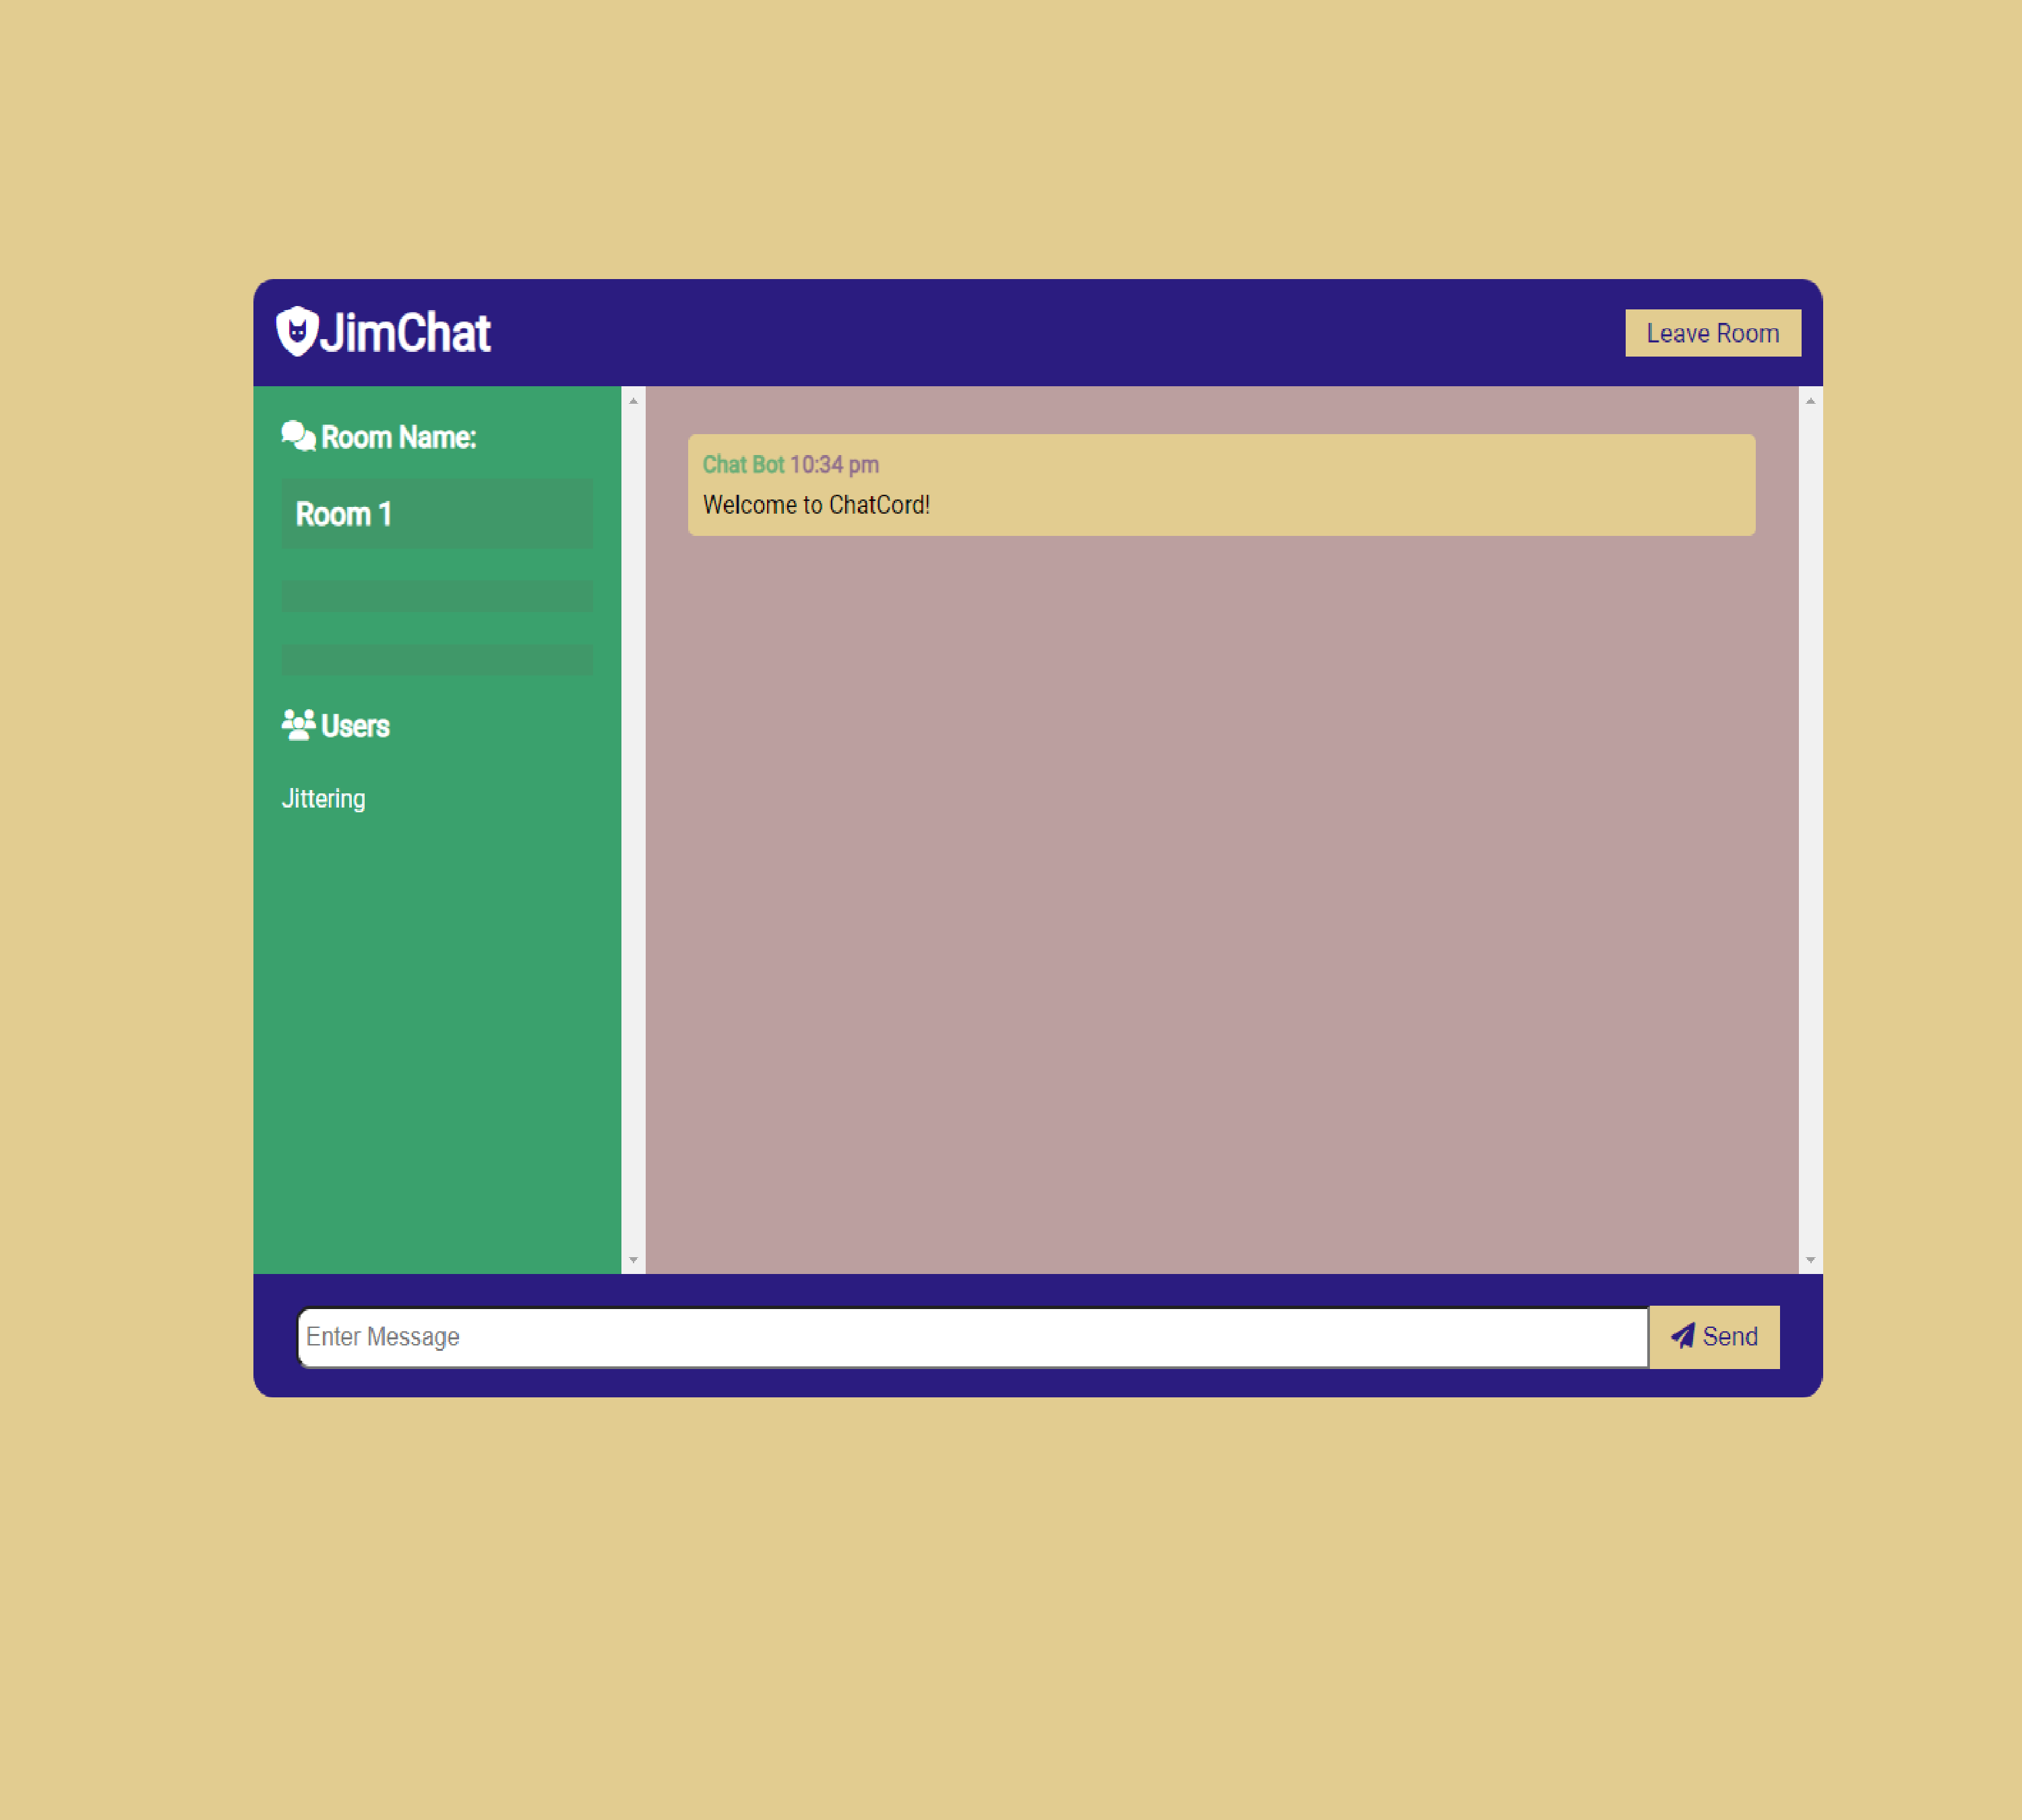 JimChat
Leave Room
Room Name:
Room 1
Users
Jittering
Chat Bot 10:34 pm
Welcome to ChatCord!
Enter Message
Send